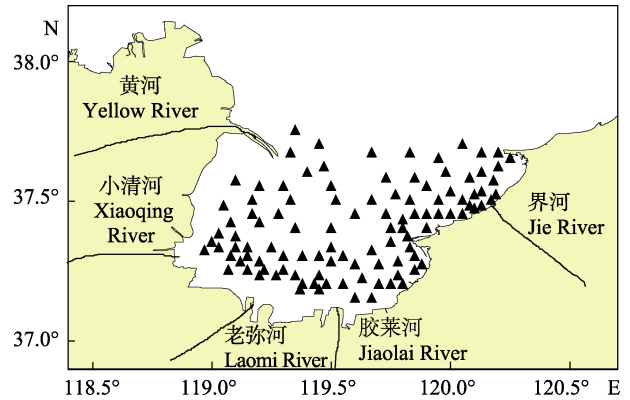 N
38.0°
黄河
Yellow River
37.5°
小清河
Xiaoqing
River
界河
Jie River
37.0°
老弥河
Laomi River
胶莱河
Jiaolai River
118.5° 119.0° 119.5° 120.0° 120.5° E